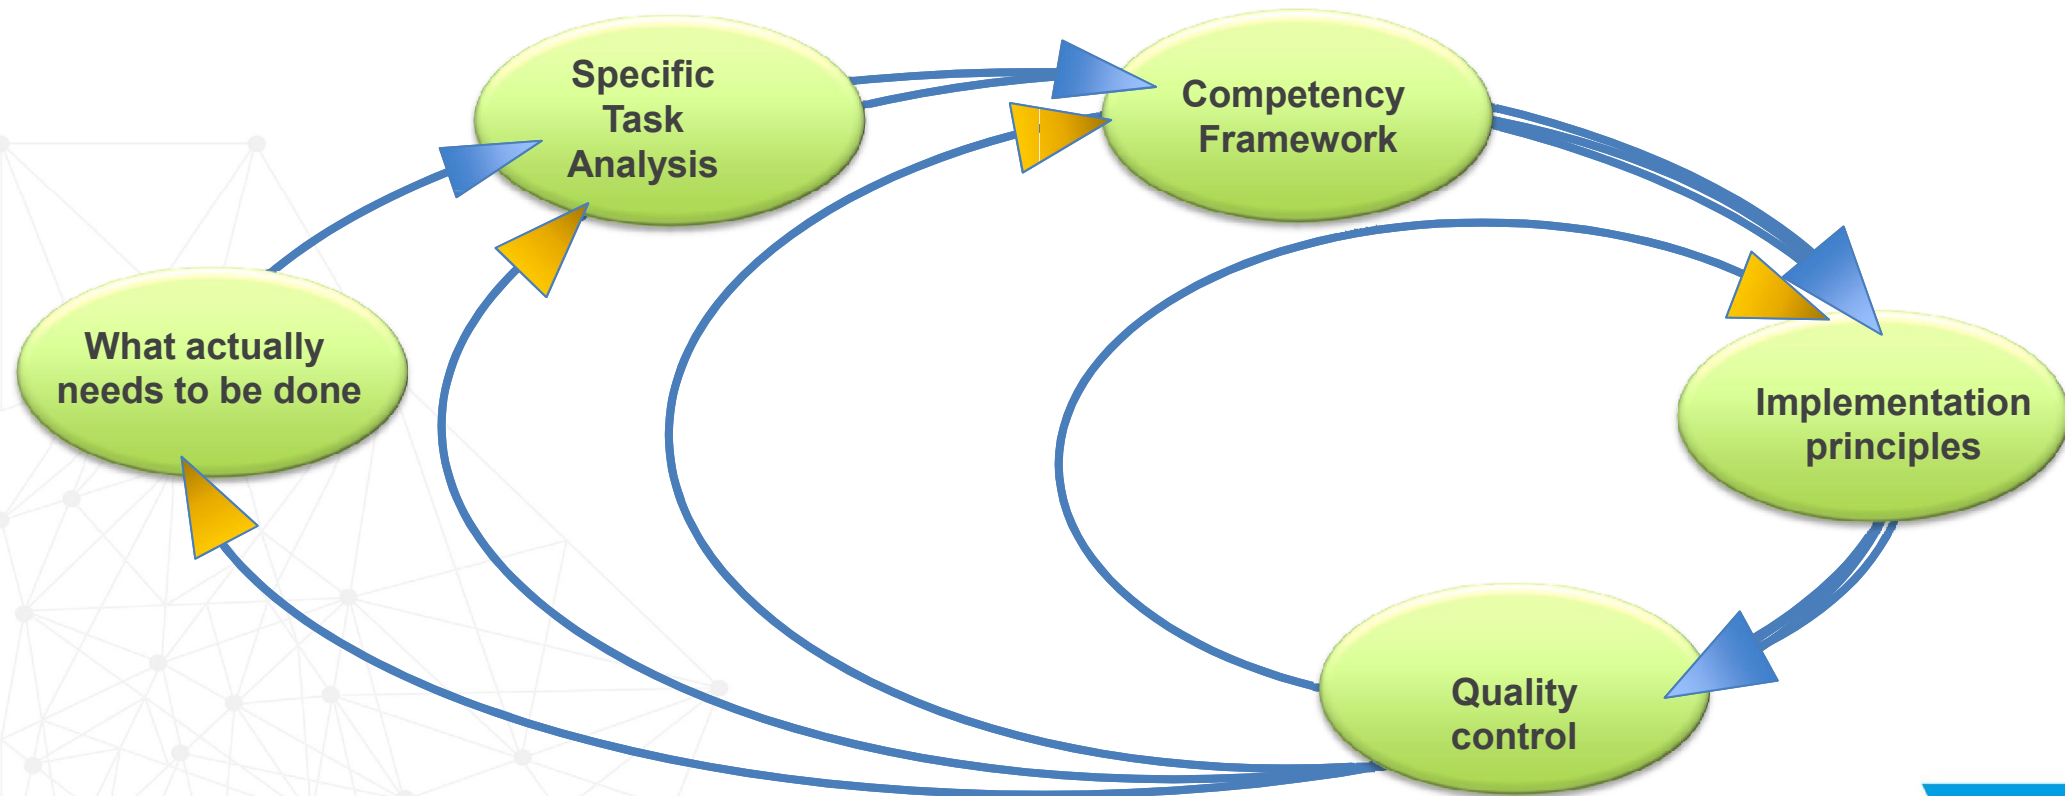 Specific
Task
Analysis
Competency
Framework
What actually
needs to be done
Implementation
principles
Quality
control